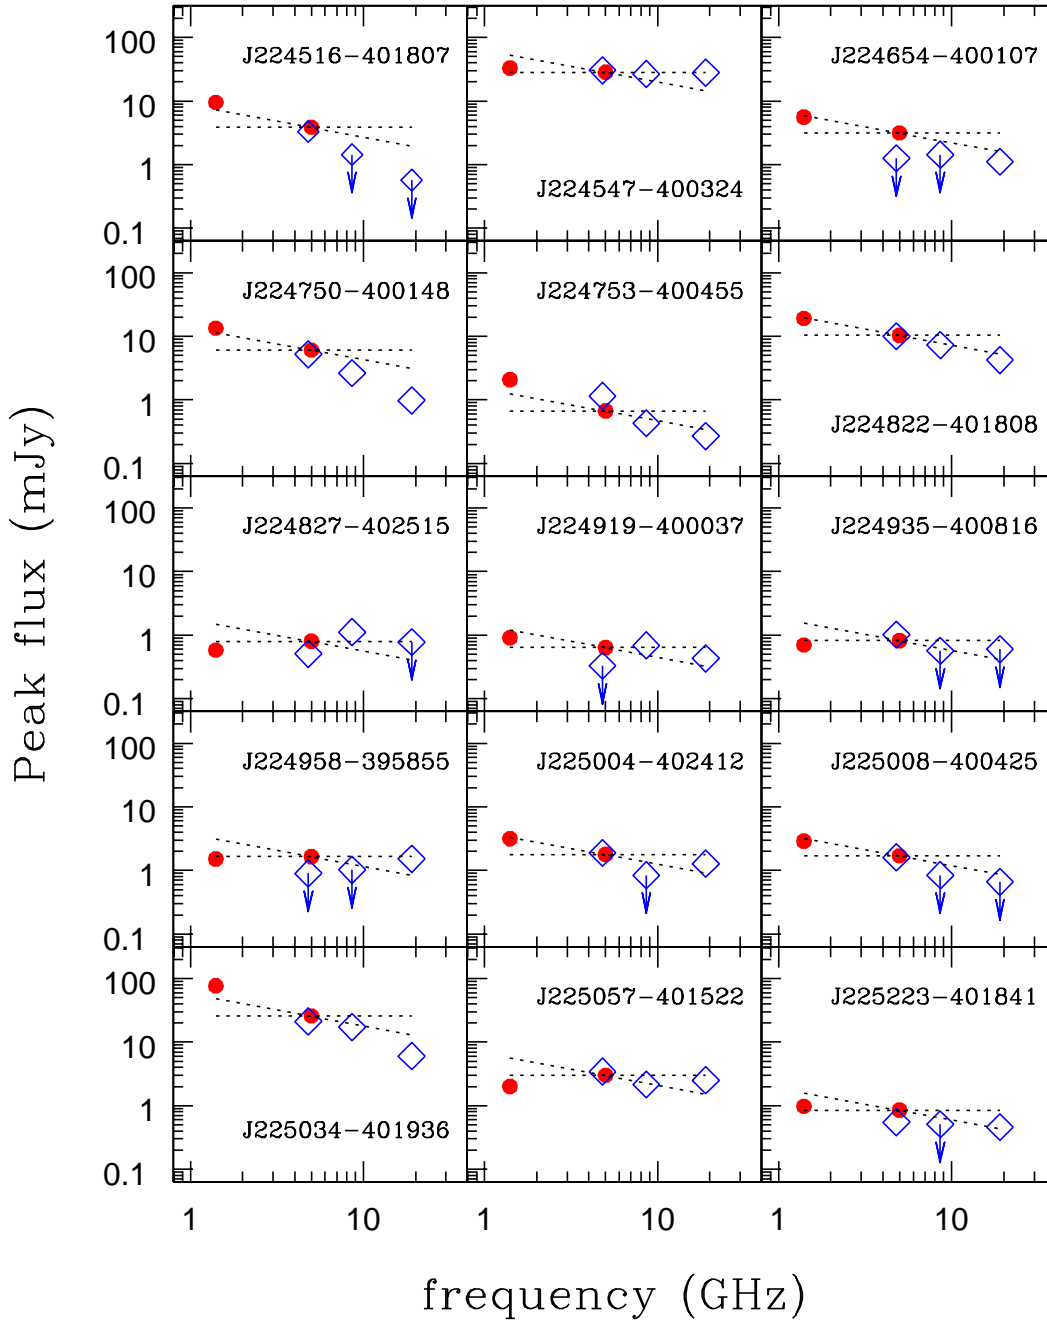 100
10
1
0.1
J224516-401807
J224547-400324
J224654-400107
100
10
1
0.1
J224750-400148
J224753-400455
J224822-401808
100
10
1
0.1
J224827-402515
J224919-400037
J224935-400816
100
10
1
0.1
J224958-395855
J225004-402412
J225008-400425
100
10
1
0.1
J225034-401936
J225057-401522
J225223-401841
1 10 1 10 1 10
Peak flux (mJy)
frequency (GHz)